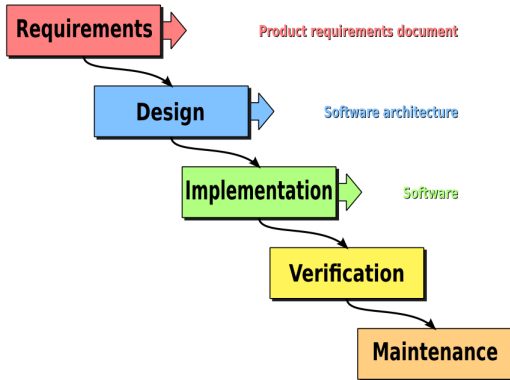 Requirements
Product requirements document
Design
Software architecture
Implementation
Software
Verification
Maintenance